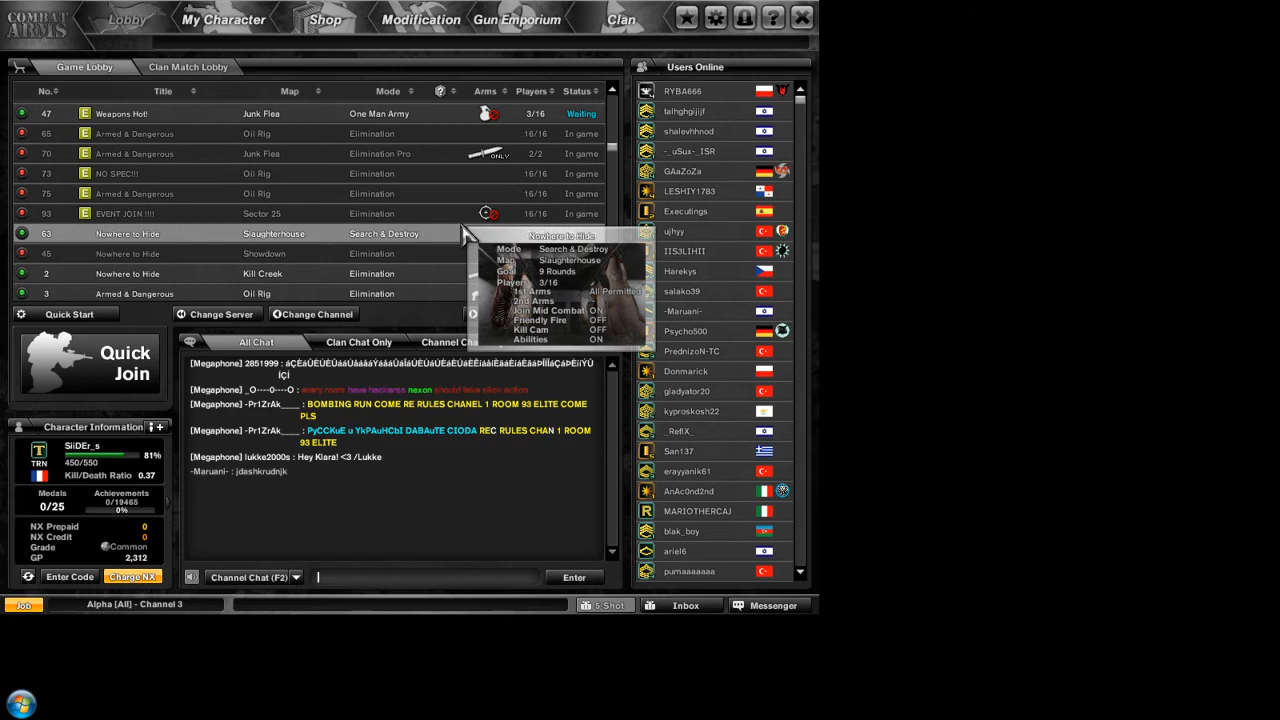 COMBAT ARMS
Lobby
My Character
Shop
Modification
Gun Emporium
Clan
Game Lobby
Clan Match Lobby
No. Title Map Mode Arms Players Status
47 E Weapons Hot! Junk Flea One Man Army 3/16 Waiting
65 E Armed & Dangerous Oil Rig Elimination 16/16 In game
70 E Armed & Dangerous Junk Flea Elimination Pro ONLY 2/2 In game
73 E NO SPEC!!! Oil Rig Elimination 16/16 In game
75 E Armed & Dangerous Oil Rig Elimination 16/16 In game
93 E EVENT JOIN !!!! Sector 25 Elimination 16/16 In game
63 Nowhere to Hide Slaughterhouse Search & Destroy
45 Nowhere to Hide Showdown Elimination
2 Nowhere to Hide Kill Creek Elimination
3 Armed & Dangerous Oil Rig Elimination
Nowhere to Hide
Mode Search & Destroy
Map Slaughterhouse
Goal 9 Rounds
Players 3/16
1st Arms All Permitted
2nd Arms
Join Mid Combat ON
Friendly Fire OFF
Kill Cam OFF
Abilities ON
Quick Start
Change Server
Change Channel
Quick
Join
All Chat
Clan Chat Only
Channel Cha
[Megaphone] _O----0----O : every room have hackerss nexon should take stick action
[Megaphone] -Pr1ZrAk____ : BOMBING RUN COME RE RULES CHANEL 1 ROOM 93 ELITE COME
PLS
[Megaphone] -Pr1ZrAk____ : PyCCKuE u YkPAuHCbI DABAuTE CIODA REC RULES CHAN 1 ROOM
93 ELITE
[Megaphone] lukke2000s : Hey Klara! <3 /Lukke
-Maruani- : jdashkrudnjk
Channel Chat (F2)
Enter
Character Information
SiiDEr_s
T
TRN
450/550
81%
Kill/Death Ratio 0.37
Medals
0/25
Achievements
0/19465
0%
NX Prepaid 0
NX Credit 0
Grade Common
GP 2,312
Enter Code
Charge NX
Job
Alpha [All] - Channel 3
5-Shot
Inbox
Messenger
Users Online
RYBA666
talhghgijijf
shalevhhnod
-_uSux-_ISR
GAaZoZa
LESHIY1783
Executings
ujhyy
IIS3LIHII
Harekys
salako39
-Maruani-
Psycho500
PrednizoN-TC
Donmarick
gladyator20
kyproskosh22
_ReflX_
San137
erayyanik61
AnAc0nd2nd
MARIOTHERCAJ
blak_boy
ariel6
pumaaaaaaa